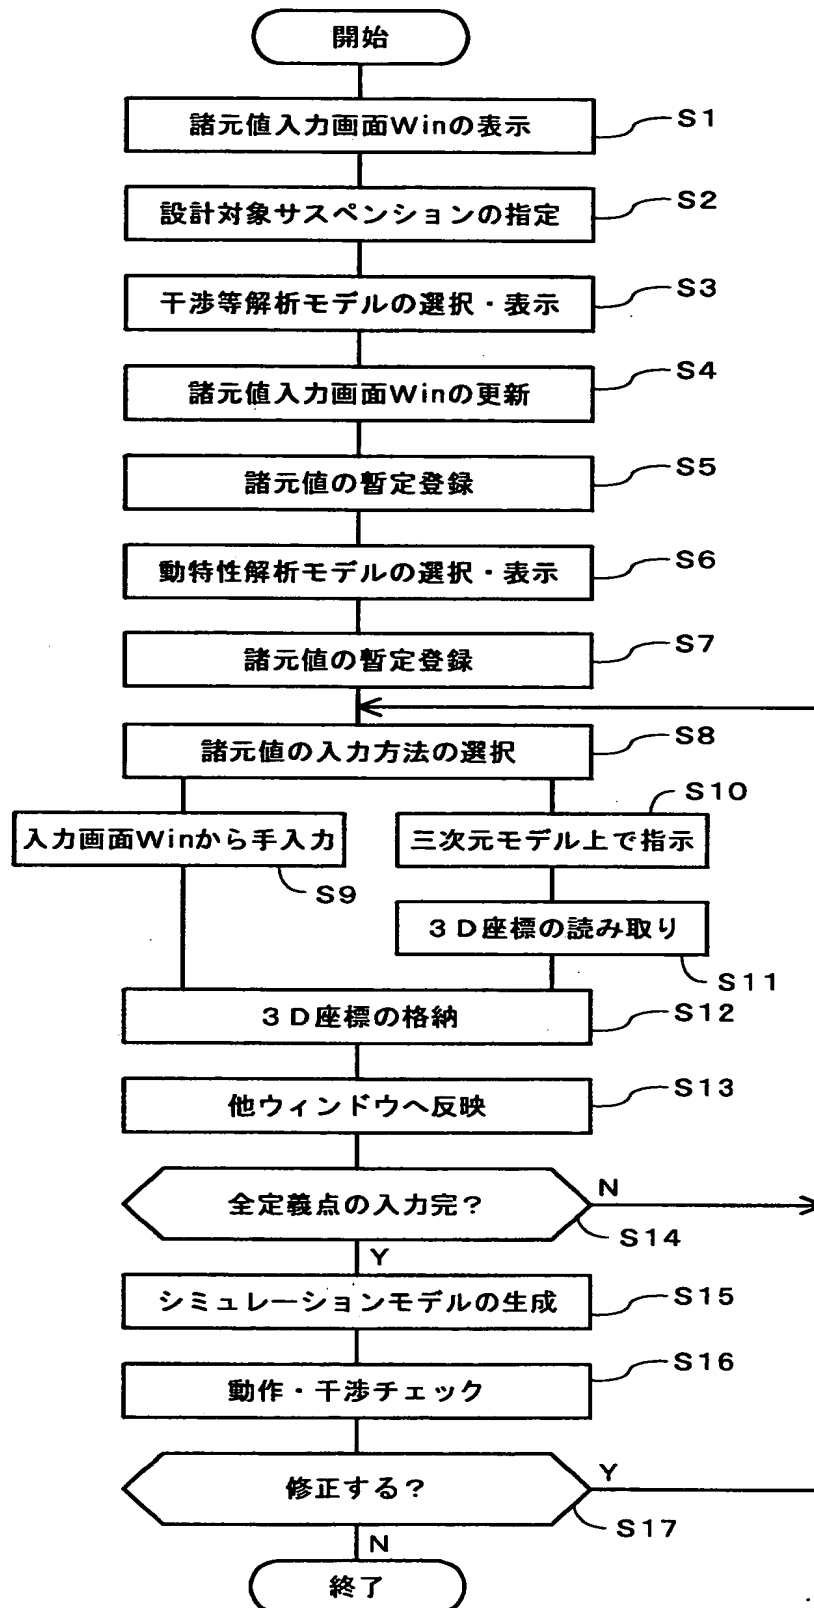 開始
諸元値入力画面Winの表示
S1
設計対象サスペンションの指定
S2
干渉等解析モデルの選択・表示
S3
諸元値入力画面Winの更新
S4
諸元値の暫定登録
S5
動特性解析モデルの選択・表示
S6
諸元値の暫定登録
S7
諸元値の入力方法の選択
S8
入力画面Winから手入力
S9
三次元モデル上で指示
S10
3D座標の読み取り
S11
3D座標の格納
S12
他ウィンドウへ反映
S13
全定義点の入力完?
N
S14
Y
シミュレーションモデルの生成
S15
動作・干渉チェック
S16
修正する?
Y
S17
N
終了